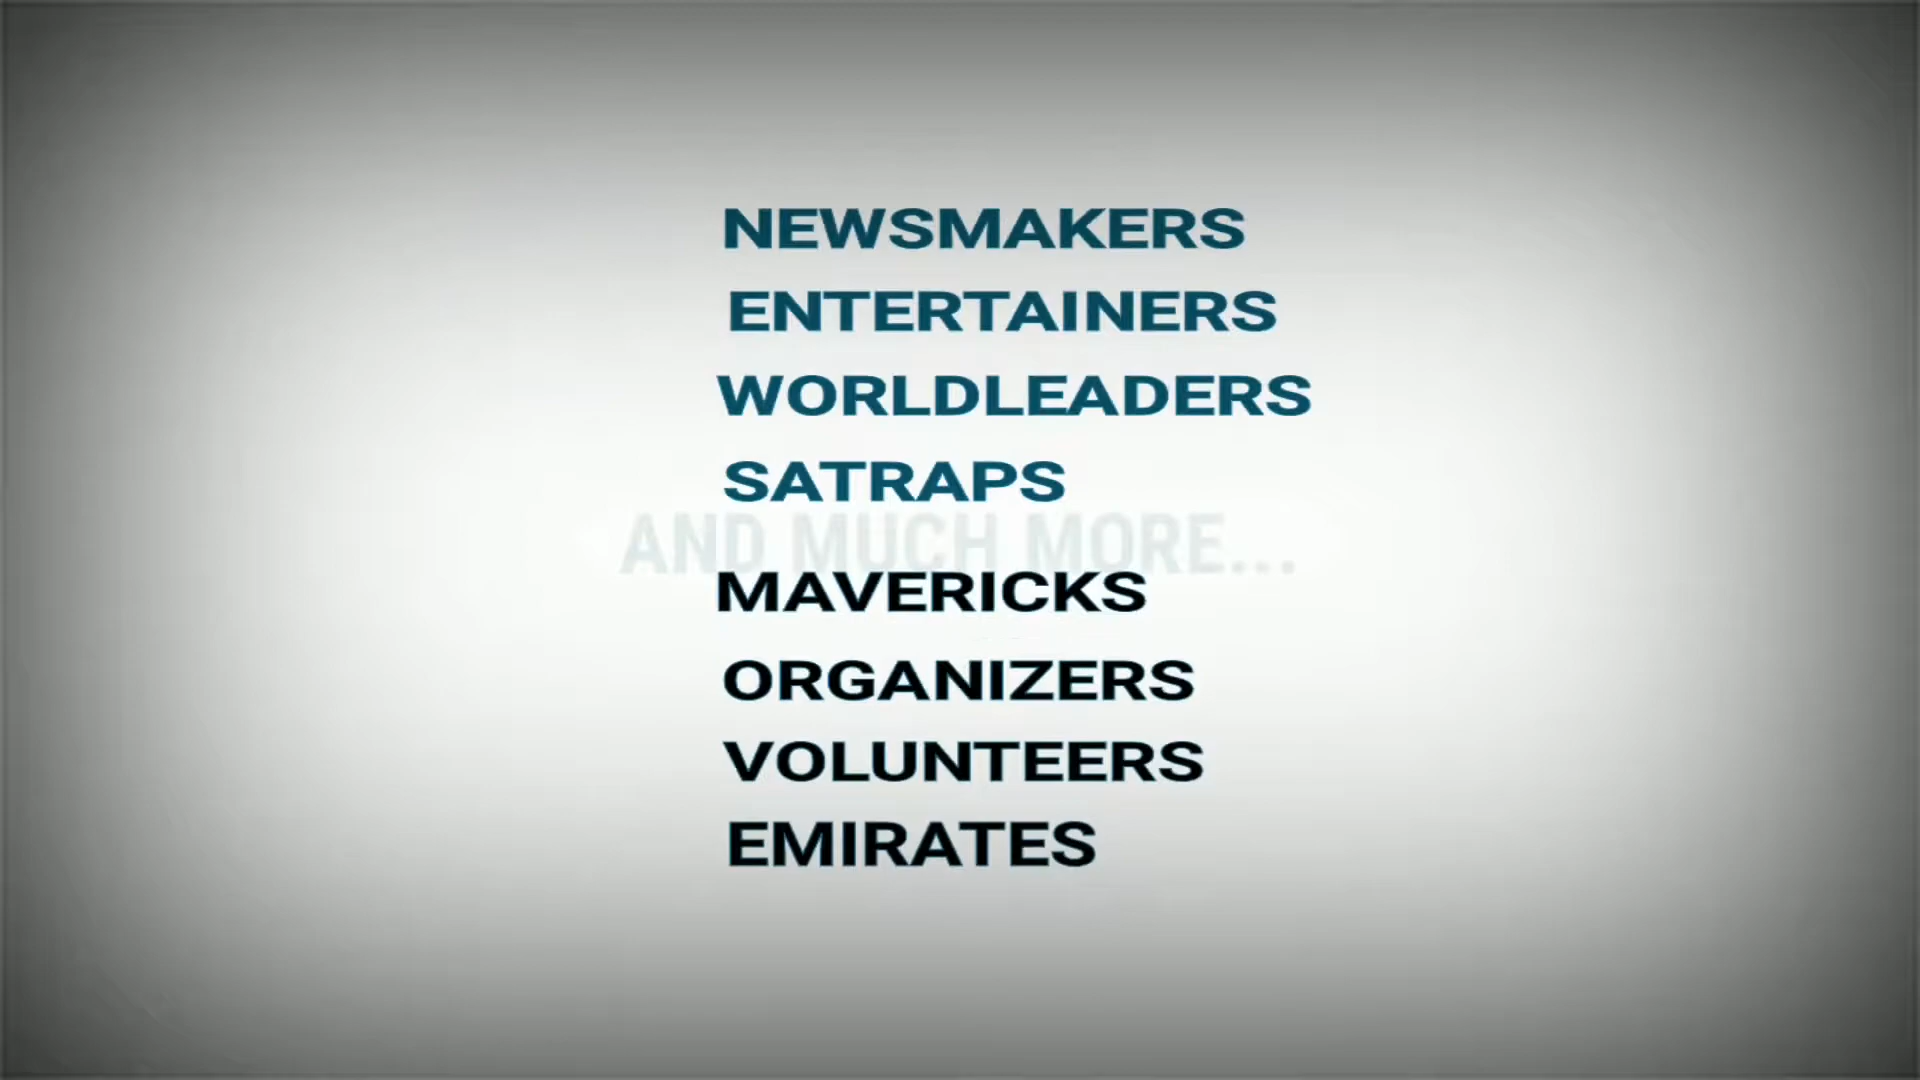 NEWSMAKERS
ENTERTAINERS
WORLDLEADERS
SATRAPS
AND MUCH MORE...
MAVERICKS
ORGANIZERS
VOLUNTEERS
EMIRATES